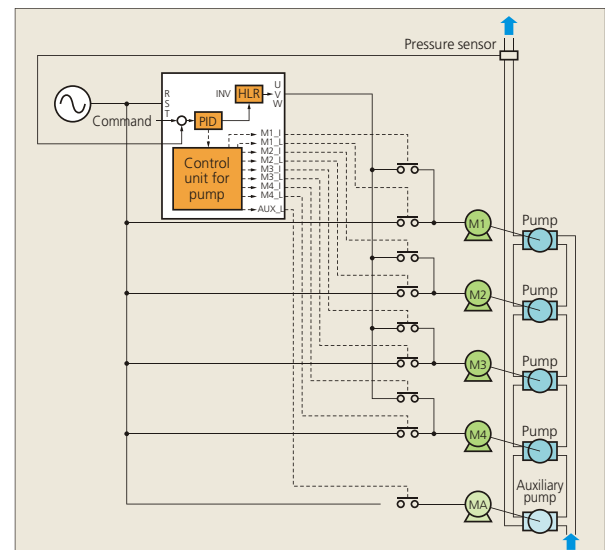 Pressure sensor
R
S
T
U
V
W
INV
HLR
Command
PID
M1_I
M1_L
M2_I
M2_L
M3_I
M3_L
M4_I
M4_L
AUX_L
Control
unit for
pump
M1
Pump
M2
Pump
M3
Pump
M4
Pump
MA
Auxiliary
pump